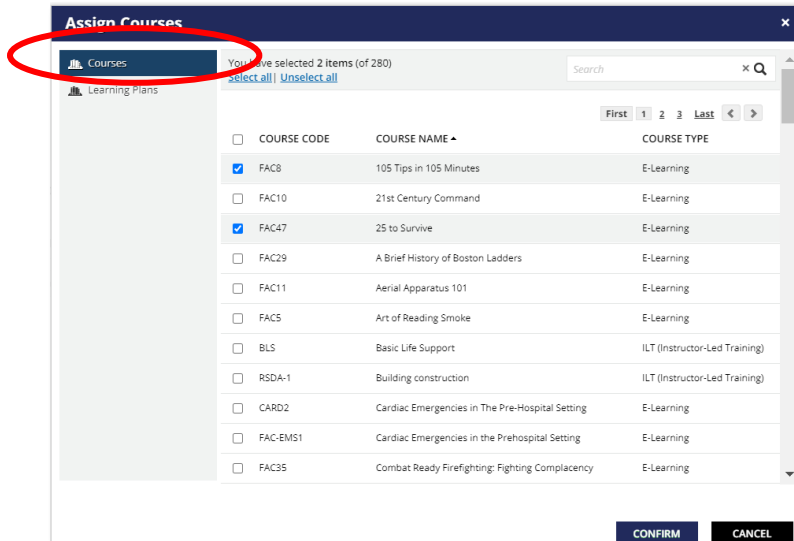 Assign Courses ×
Courses
Learning Plans
You have selected 2 items (of 280)
Select all| Unselect all
Search ×
First 1 2 3 Last < >
COURSE CODE COURSE NAME COURSE TYPE
FAC8 105 Tips in 105 Minutes E-Learning
FAC10 21st Century Command E-Learning
FAC47 25 to Survive E-Learning
FAC29 A Brief History of Boston Ladders E-Learning
FAC11 Aerial Apparatus 101 E-Learning
FAC5 Art of Reading Smoke E-Learning
BLS Basic Life Support ILT (Instructor-Led Training)
RSDA-1 Building construction ILT (Instructor-Led Training)
CARD2 Cardiac Emergencies in The Pre-Hospital Setting E-Learning
FAC-EMS1 Cardiac Emergencies in the Prehospital Setting E-Learning
FAC35 Combat Ready Firefighting: Fighting Complacency E-Learning
CONFIRM CANCEL